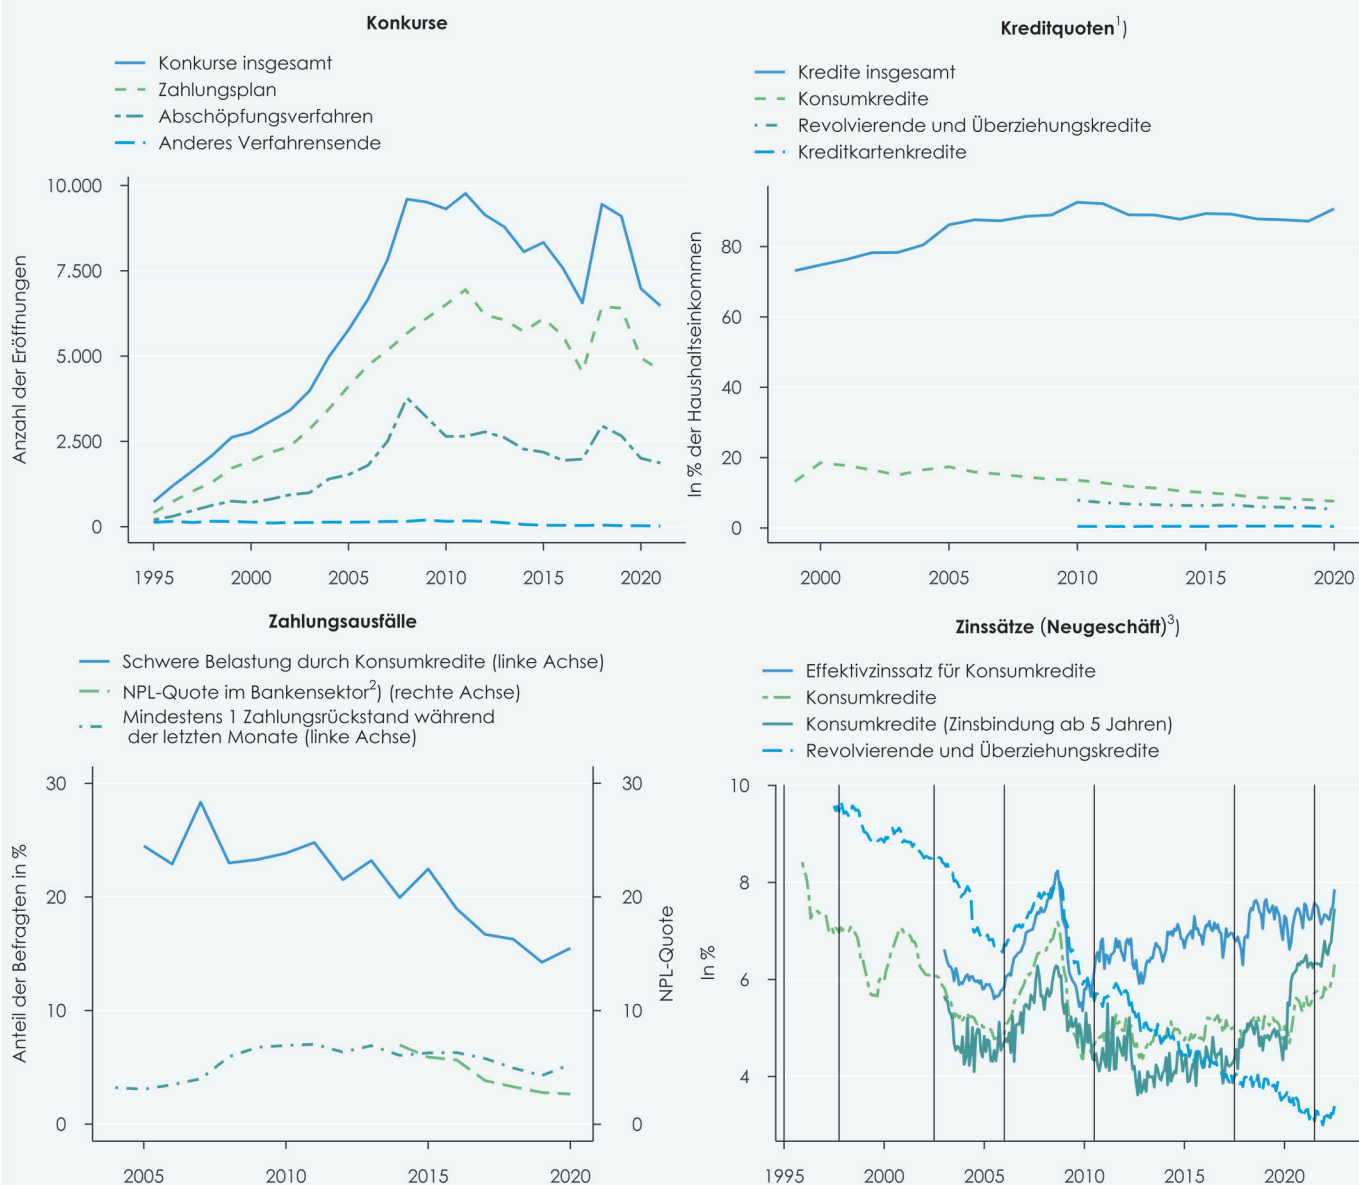 Konkurse
Konkurse insgesamt
Zahlungsplan
Abschöpfungsverfahren
Anderes Verfahrensende
Anzahl der Eröffnungen
10.000
7.500
5.000
2.500
0
1995 2000 2005 2010 2015 2020
Kreditquoten¹)
Kredite insgesamt
Konsumkredite
Revolvierende und Überziehungskredite
Kreditkartenkredite
In % der Haushaltseinkommen
80
60
40
20
0
2000 2005 2010 2015 2020
Zahlungsausfälle
Schwere Belastung durch Konsumkredite (linke Achse)
NPL-Quote im Bankensektor²) (rechte Achse)
Mindestens 1 Zahlungsrückstand während
der letzten Monate (linke Achse)
Anteil der Befragten in %
30 30
20 20
10 10
0 0
NPL-Quote
2005 2010 2015 2020
Zinssätze (Neugeschäft)³)
Effektivzinssatz für Konsumkredite
Konsumkredite
Konsumkredite (Zinsbindung ab 5 Jahren)
Revolvierende und Überziehungskredite
In %
10
8
6
4
1995 2000 2005 2010 2015 2020